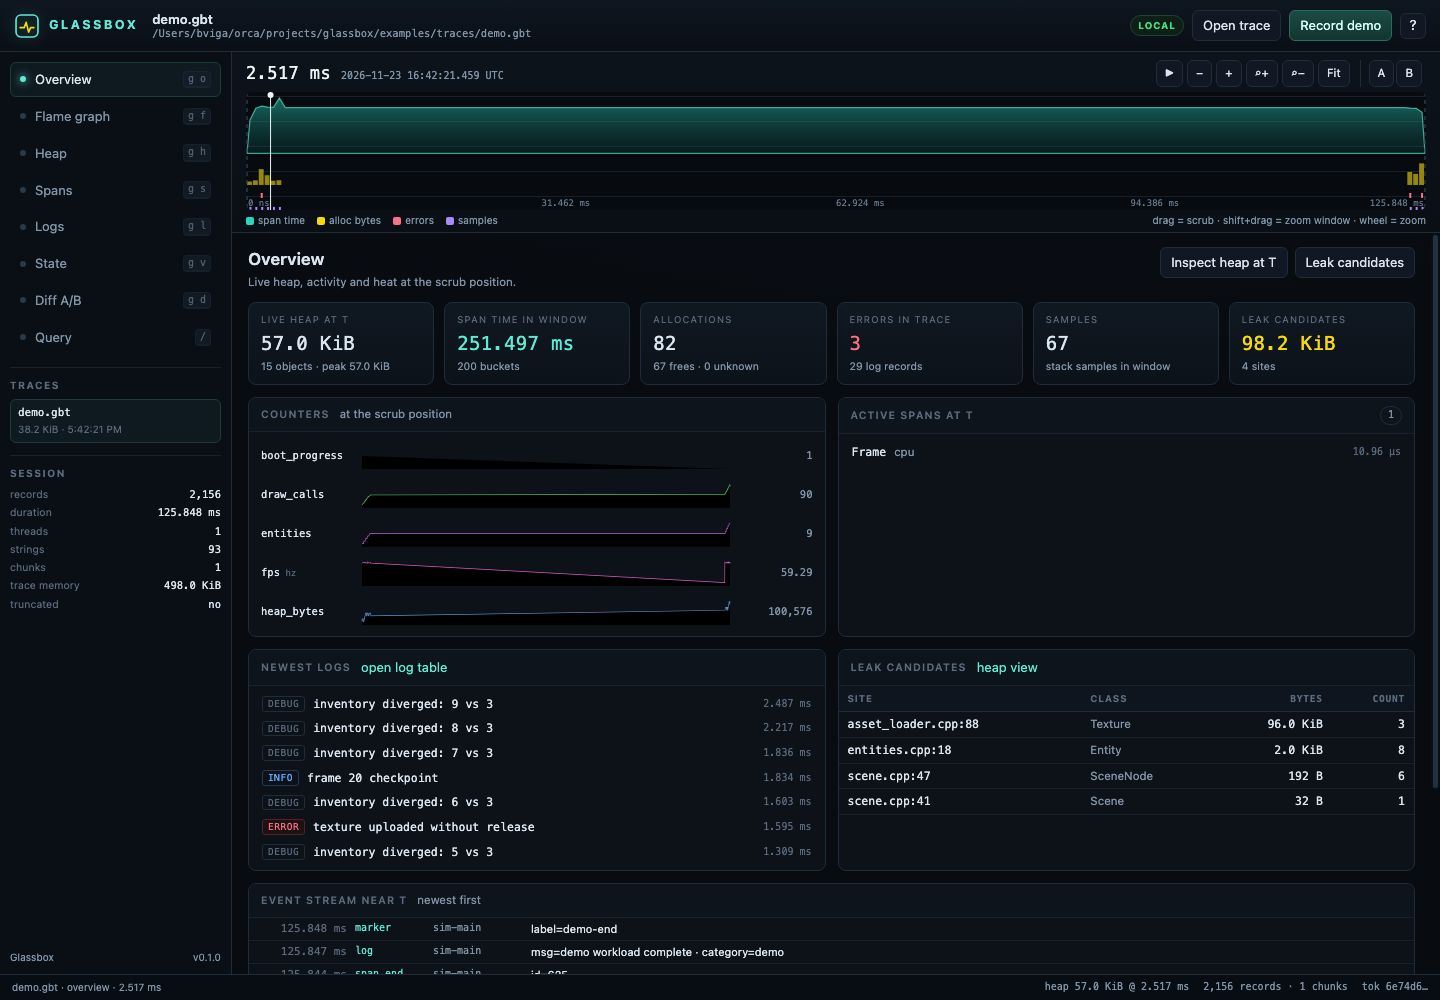 GLASSBOX
demo.gbt
/Users/bviga/orca/projects/glassbox/examples/traces/demo.gbt
LOCAL
Open trace
Record demo
?
Overview g o
Flame graph g f
Heap g h
Spans g s
Logs g l
State g v
Diff A/B g d
Query /
TRACES
demo.gbt
38.2 KiB · 5:42:21 PM
SESSION
records 2,156
duration 125.848 ms
threads 1
strings 93
chunks 1
trace memory 498.0 KiB
truncated no
Glassbox v0.1.0
2.517 ms 2026-11-23 16:42:21.459 UTC
− + Fit A B
0 ns 31.462 ms 62.924 ms 94.386 ms 125.848 ms
span time alloc bytes errors samples
drag = scrub · shift+drag = zoom window · wheel = zoom
Overview
Live heap, activity and heat at the scrub position.
Inspect heap at T
Leak candidates
LIVE HEAP AT T
57.0 KiB
15 objects · peak 57.0 KiB
SPAN TIME IN WINDOW
251.497 ms
200 buckets
ALLOCATIONS
82
67 frees · 0 unknown
ERRORS IN TRACE
3
29 log records
SAMPLES
67
stack samples in window
LEAK CANDIDATES
98.2 KiB
4 sites
COUNTERS at the scrub position
boot_progress 1
draw_calls 90
entities 9
fps hz 59.29
heap_bytes 100,576
ACTIVE SPANS AT T 1
Frame cpu 10.96 µs
NEWEST LOGS open log table
DEBUG inventory diverged: 9 vs 3 2.487 ms
DEBUG inventory diverged: 8 vs 3 2.217 ms
DEBUG inventory diverged: 7 vs 3 1.836 ms
INFO frame 20 checkpoint 1.834 ms
DEBUG inventory diverged: 6 vs 3 1.603 ms
ERROR texture uploaded without release 1.595 ms
DEBUG inventory diverged: 5 vs 3 1.309 ms
LEAK CANDIDATES heap view
SITE CLASS BYTES COUNT
asset_loader.cpp:88 Texture 96.0 KiB 3
entities.cpp:18 Entity 2.0 KiB 8
scene.cpp:47 SceneNode 192 B 6
scene.cpp:41 Scene 32 B 1
EVENT STREAM NEAR T newest first
125.848 ms marker sim-main label=demo-end
125.847 ms log sim-main msg=demo workload complete · category=demo
125.844 ms span end sim-main id=625
demo.gbt · overview · 2.517 ms
heap 57.0 KiB @ 2.517 ms 2,156 records · 1 chunks tok 6e74d6…